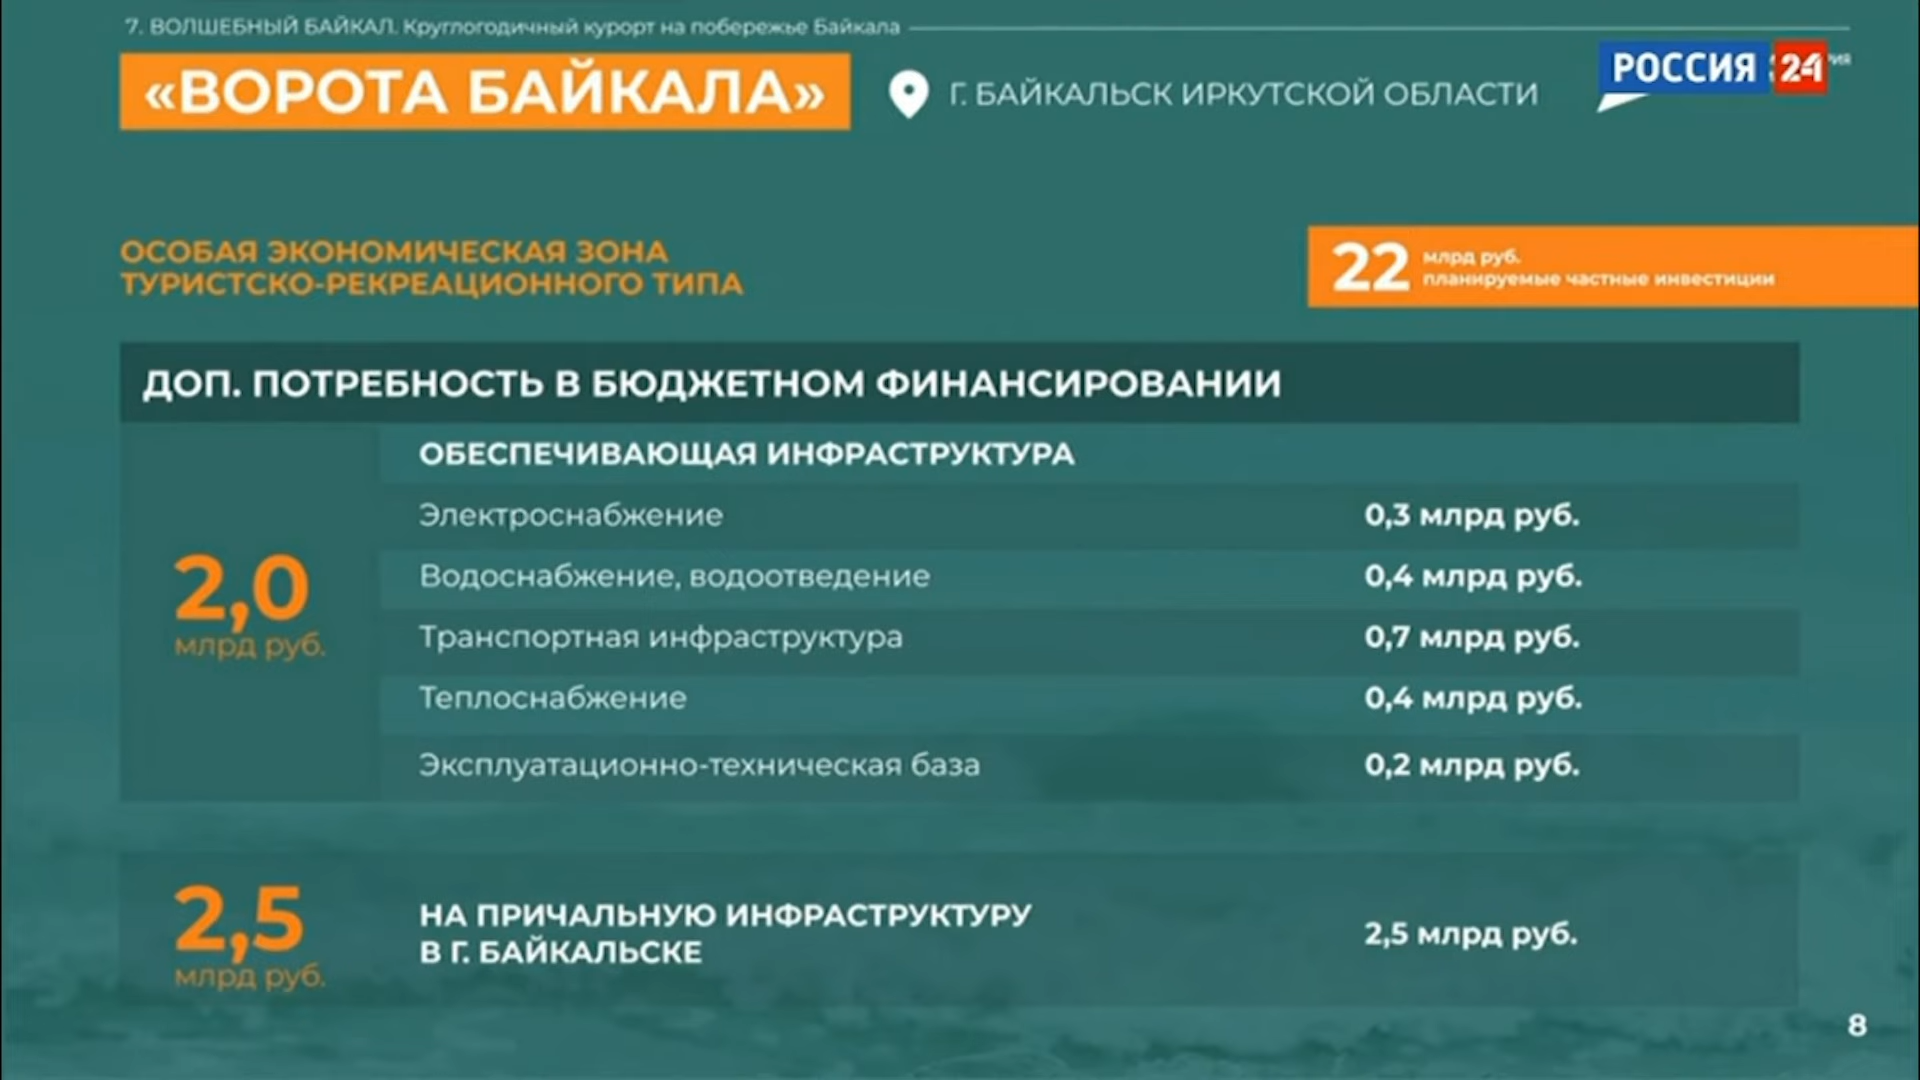 7. ВОЛШЕБНЫЙ БАЙКАЛ. Круглогодичный курорт на побережье Байкала
«ВОРОТА БАЙКАЛА»
Г. БАЙКАЛЬСК ИРКУТСКОЙ ОБЛАСТИ
РОССИЯ 24
ОСОБАЯ ЭКОНОМИЧЕСКАЯ ЗОНА
ТУРИСТСКО-РЕКРЕАЦИОННОГО ТИПА
22 млрд руб.
планируемые частные инвестиции
ДОП. ПОТРЕБНОСТЬ В БЮДЖЕТНОМ ФИНАНСИРОВАНИИ
2,0
млрд руб.
ОБЕСПЕЧИВАЮЩАЯ ИНФРАСТРУКТУРА
Электроснабжение 0,3 млрд руб.
Водоснабжение, водоотведение 0,4 млрд руб.
Транспортная инфраструктура 0,7 млрд руб.
Теплоснабжение 0,4 млрд руб.
Эксплуатационно-техническая база 0,2 млрд руб.
2,5
млрд руб.
НА ПРИЧАЛЬНУЮ ИНФРАСТРУКТУРУ
В Г. БАЙКАЛЬСКЕ
2,5 млрд руб.
8